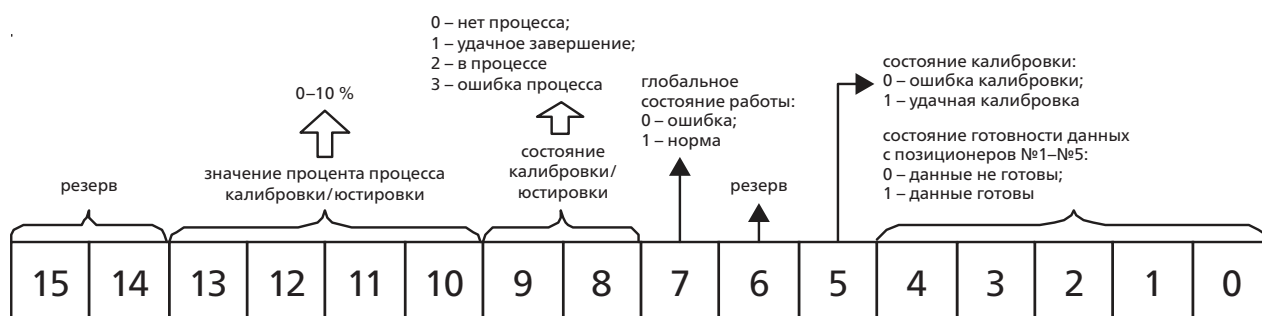 0 – нет процесса;
1 – удачное завершение;
2 – в процессе
3 – ошибка процесса
0–10 %
глобальное
состояние работы:
0 – ошибка;
1 – норма
состояние калибровки:
0 – ошибка калибровки;
1 – удачная калибровка
состояние готовности данных
с позиционеров №1–№5:
0 – данные не готовы;
1 – данные готовы
резерв
значение процента процесса
калибровки/юстировки
состояние
калибровки/
юстировки
резерв
15 14 13 12 11 10 9 8 7 6 5 4 3 2 1 0